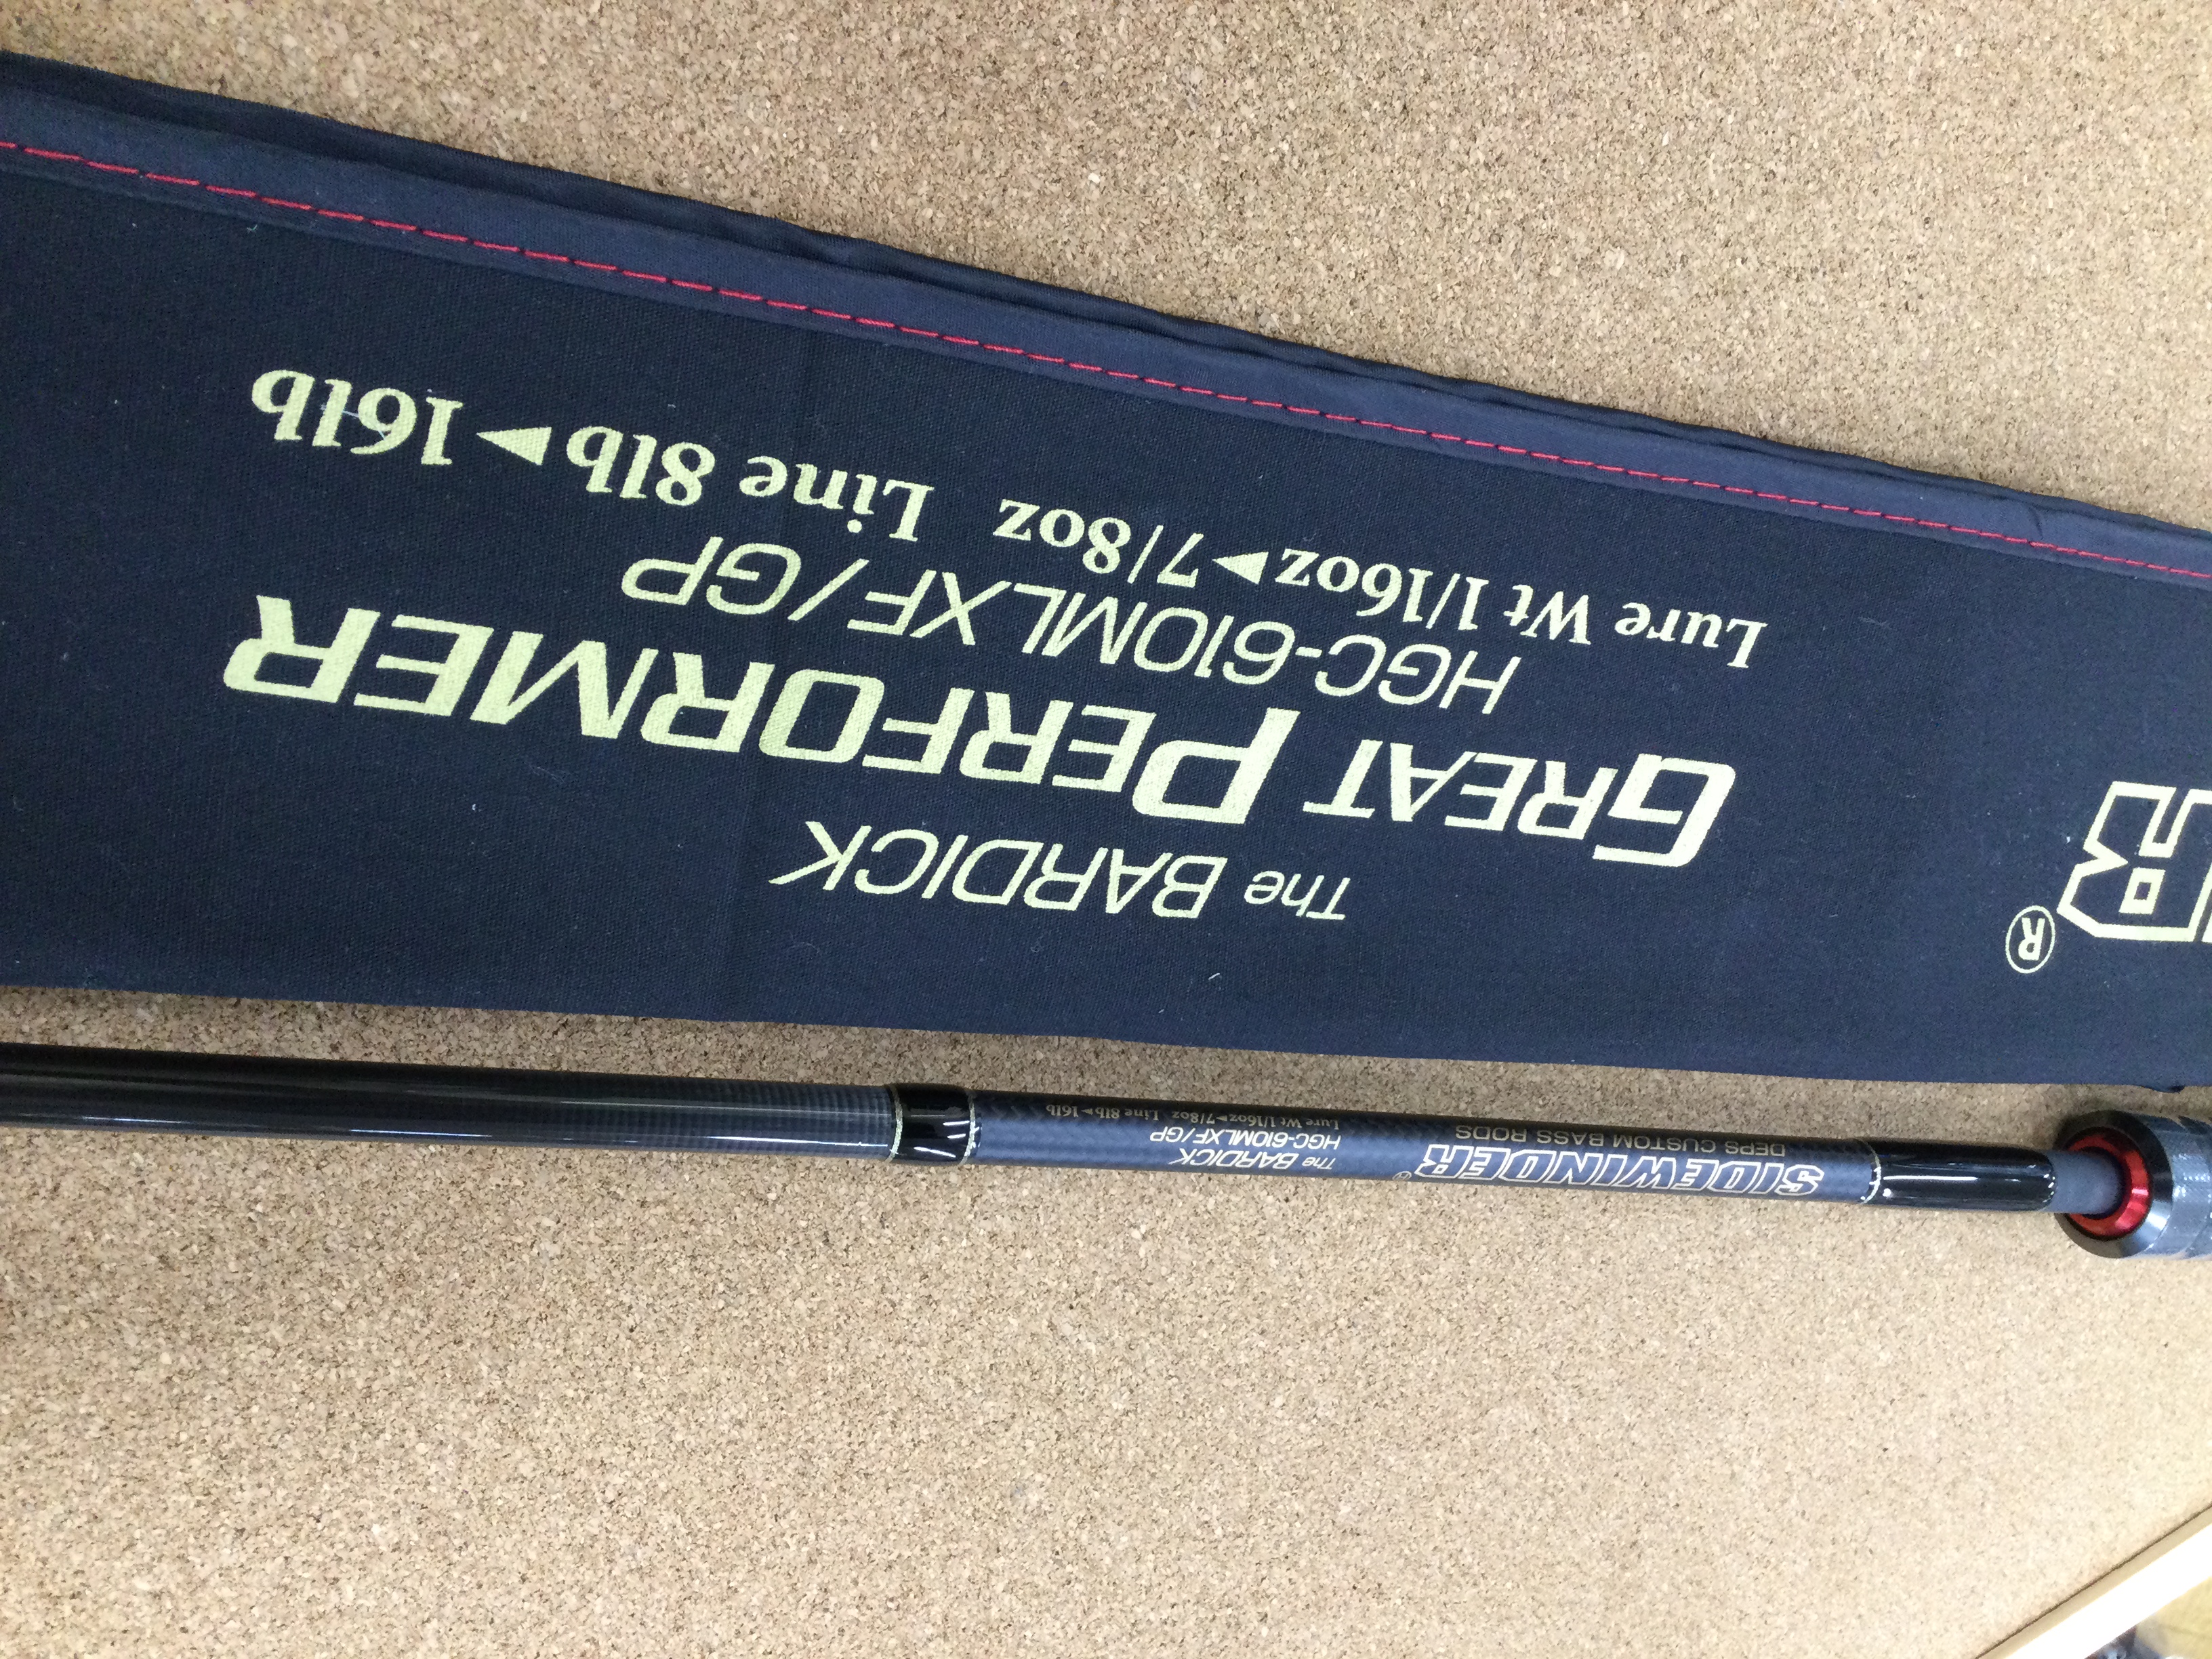 R®
The BARDICK
GREAT PERFORMER
HGC-610MLXF/GP
Lure Wt 1/16oz►7/8oz Line 8lb►16lb
SIDEWINDER®
DEPS CUSTOM BASS RODS
The BARDICK
HGC-610MLXF/GP
Lure Wt 1/16oz►7/8oz Line 8lb►16lb